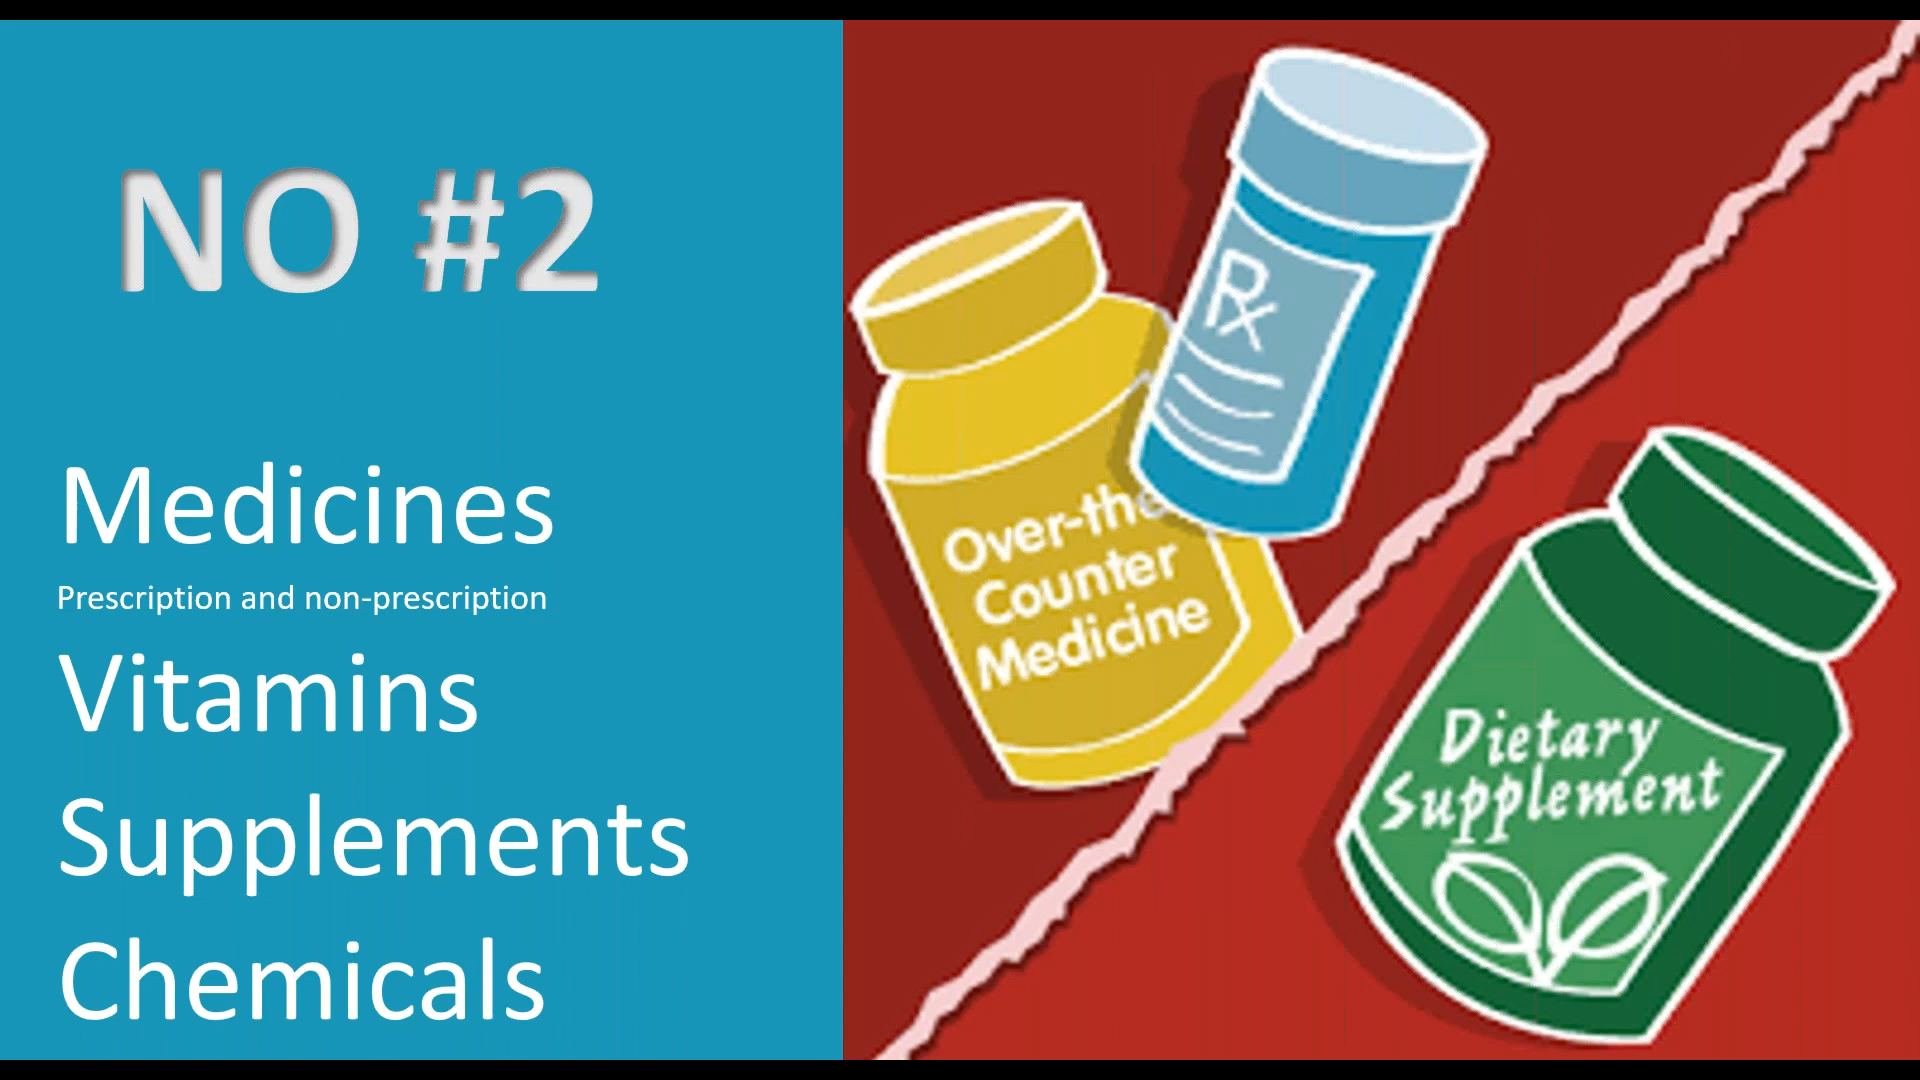 NO #2
Medicines
Prescription and non-prescription
Vitamins
Supplements
Chemicals
Rx
Over-the
Counter
Medicine
Dietary
Supplement